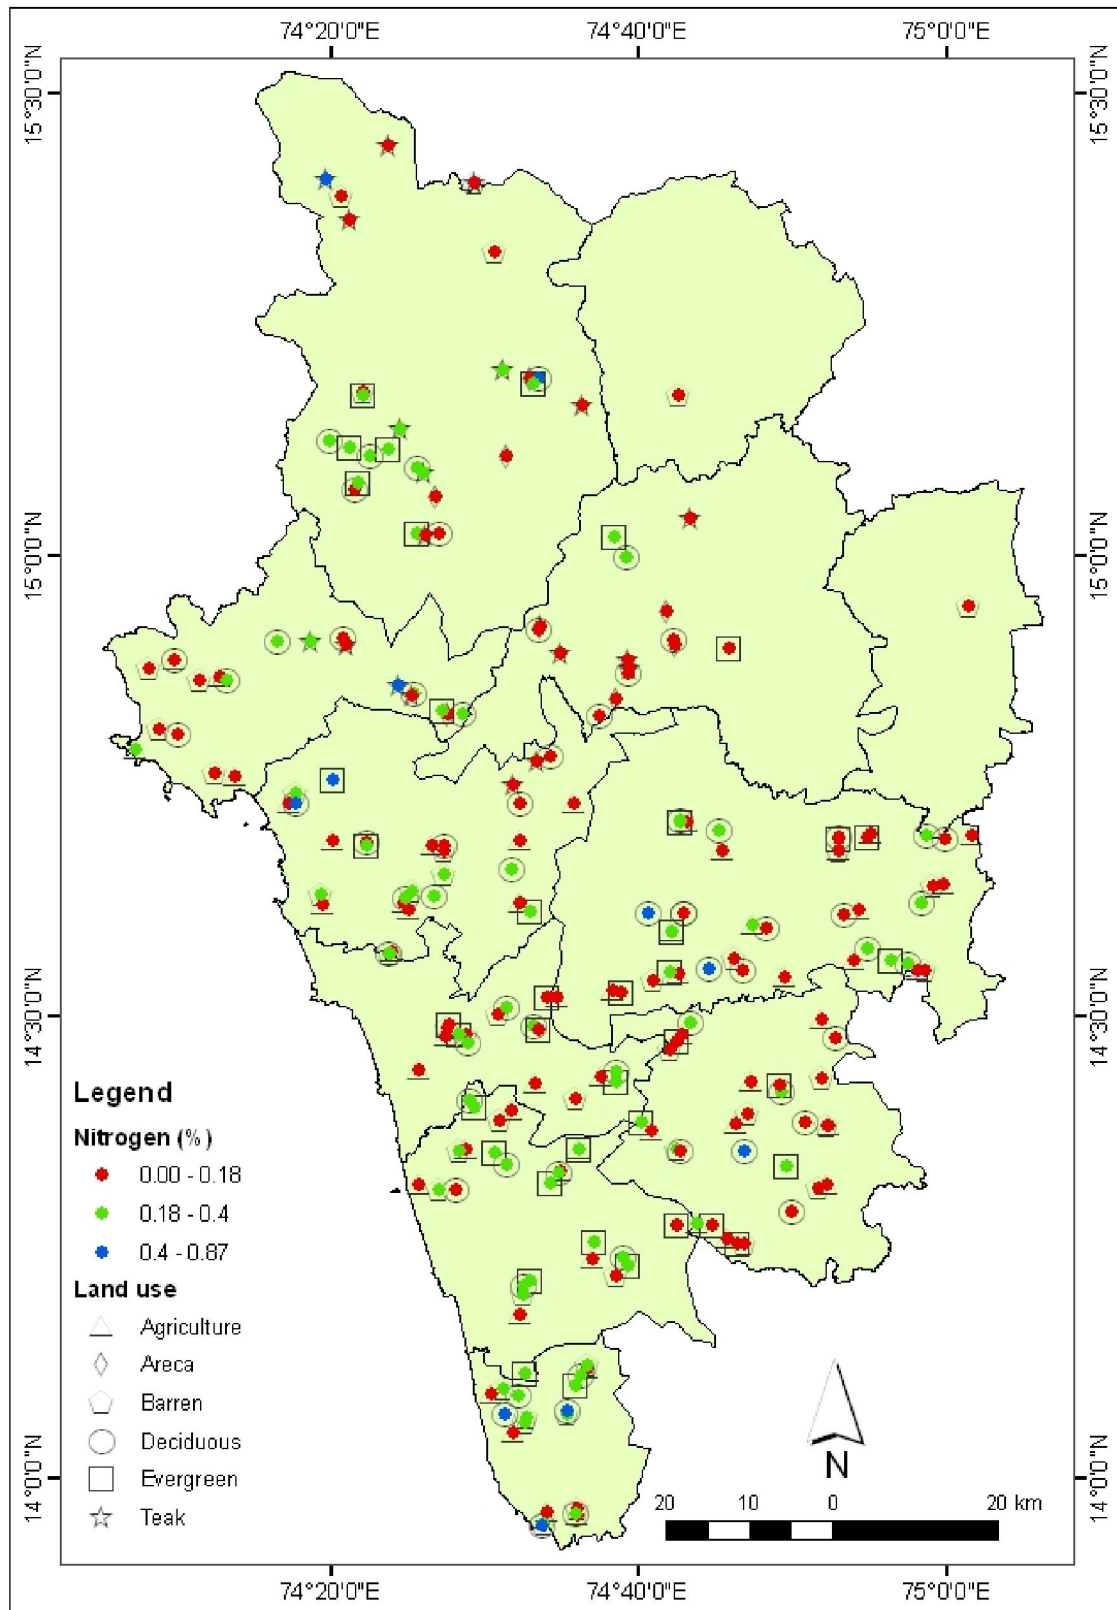 74°20'0"E 74°40'0"E 75°0'0"E
15°30'0"N 15°30'0"N
15°0'0"N 15°0'0"N
14°30'0"N 14°30'0"N
Legend
Nitrogen (%)
0.00 - 0.18
0.18 - 0.4
0.4 - 0.87
Land use
Agriculture
Areca
Barren
Deciduous
Evergreen
Teak
N
14°0'0"N 14°0'0"N
20 10 0 20 km
74°20'0"E 74°40'0"E 75°0'0"E